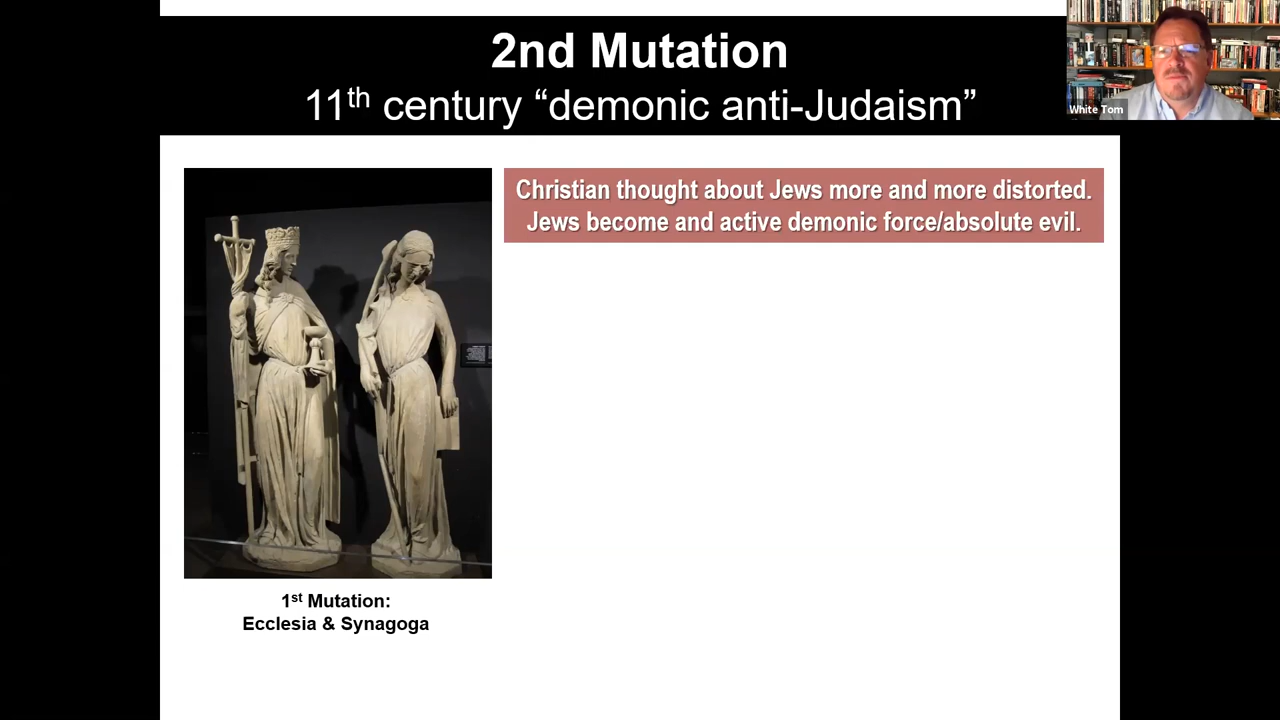 2nd Mutation
11th century “demonic anti-Judaism”
White Tom
Christian thought about Jews more and more distorted.
Jews become and active demonic force/absolute evil.
1st Mutation:
Ecclesia & Synagoga